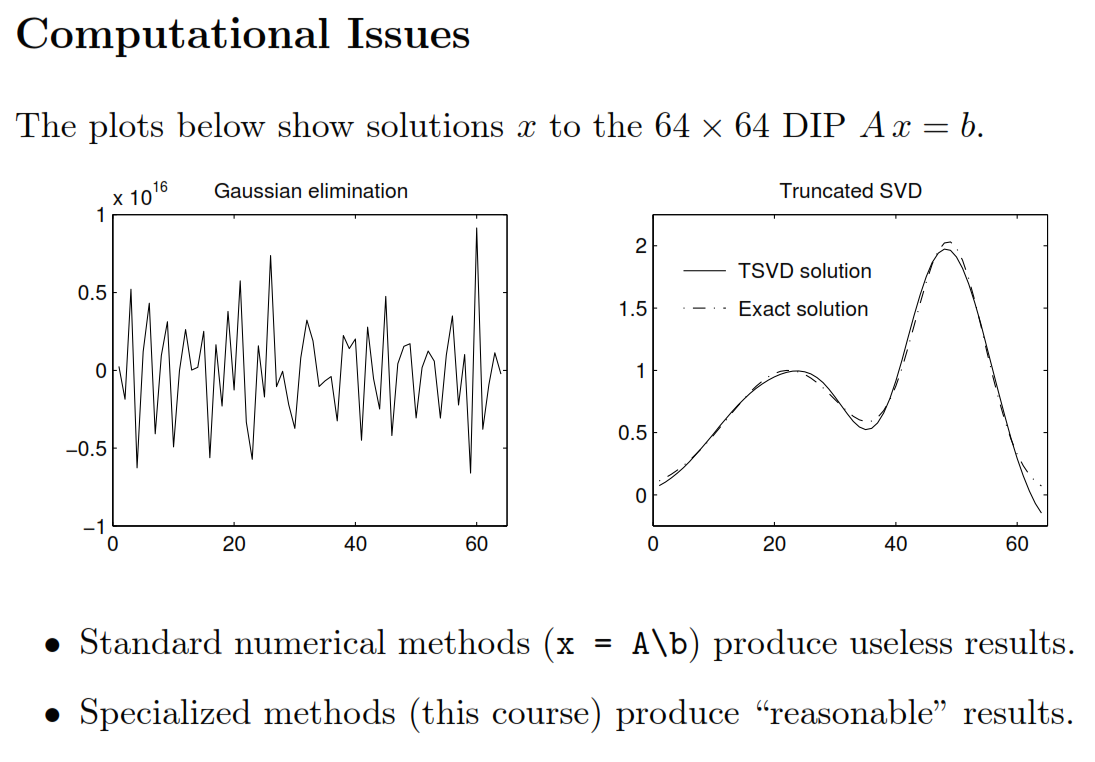 Computational Issues
The plots below show solutions x to the 64 × 64 DIP A x = b.
x 10^16 Gaussian elimination
1
0.5
0
−0.5
−1
0 20 40 60
Truncated SVD
2
1.5
1
0.5
0
TSVD solution
Exact solution
0 20 40 60
• Standard numerical methods (x = A\b) produce useless results.
• Specialized methods (this course) produce “reasonable” results.